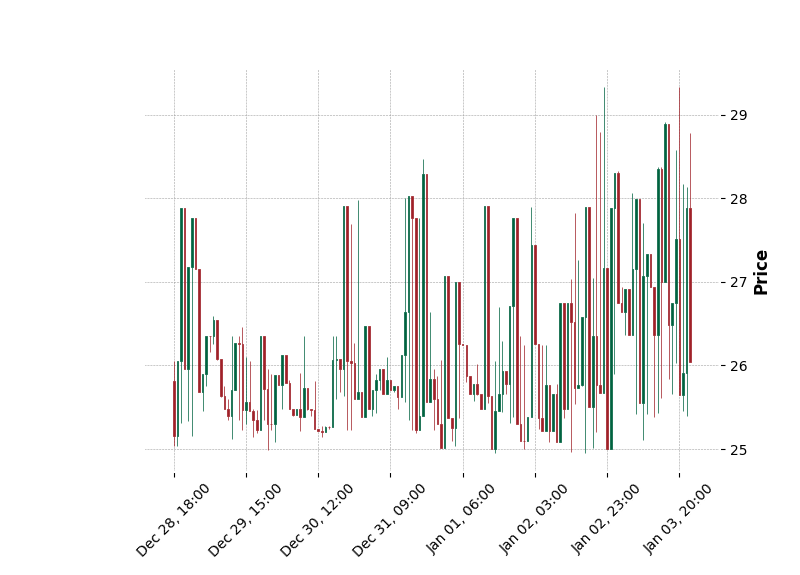 29
28
27
26
25
Price
Dec 28, 18:00
Dec 29, 15:00
Dec 30, 12:00
Dec 31, 09:00
Jan 01, 06:00
Jan 02, 03:00
Jan 02, 23:00
Jan 03, 20:00